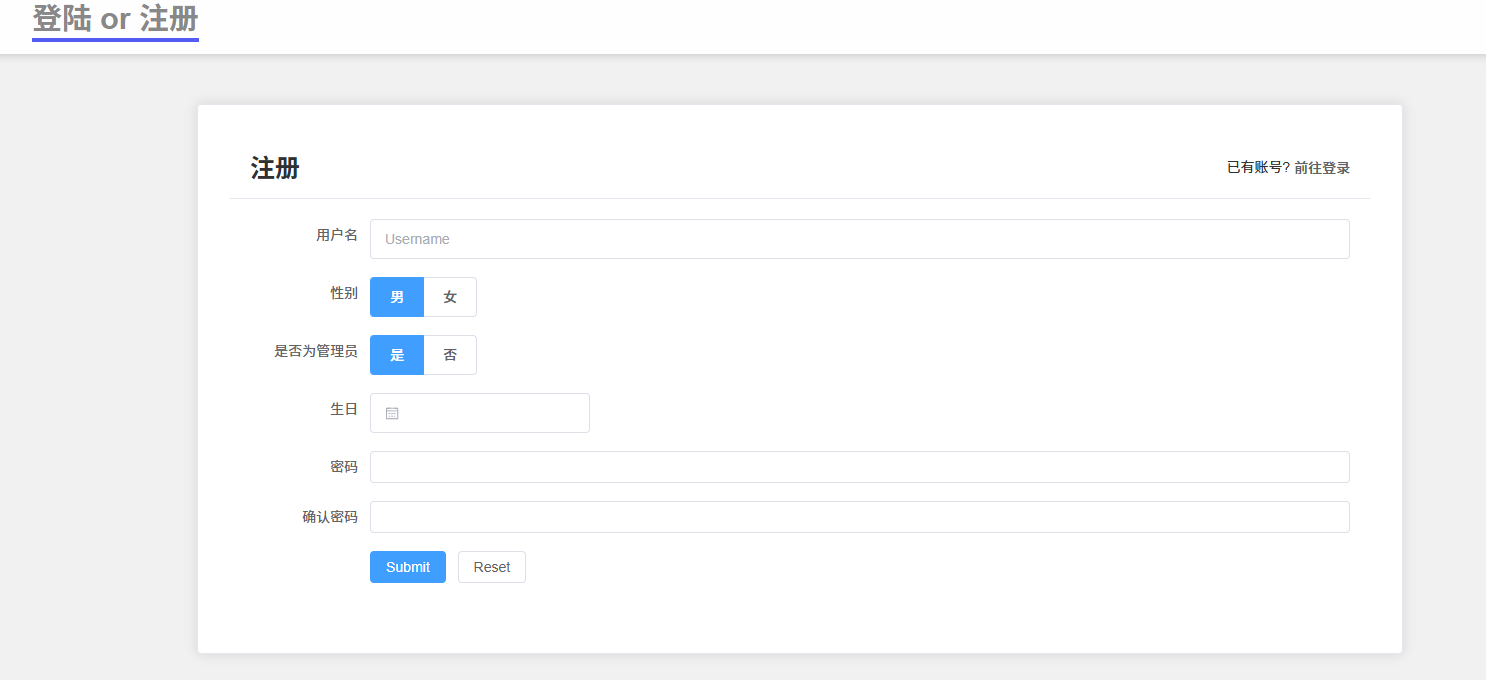 登陆 or 注册
注册
已有账号? 前往登录
用户名 Username
性别 男 女
是否为管理员 是 否
生日
密码
确认密码
Submit Reset